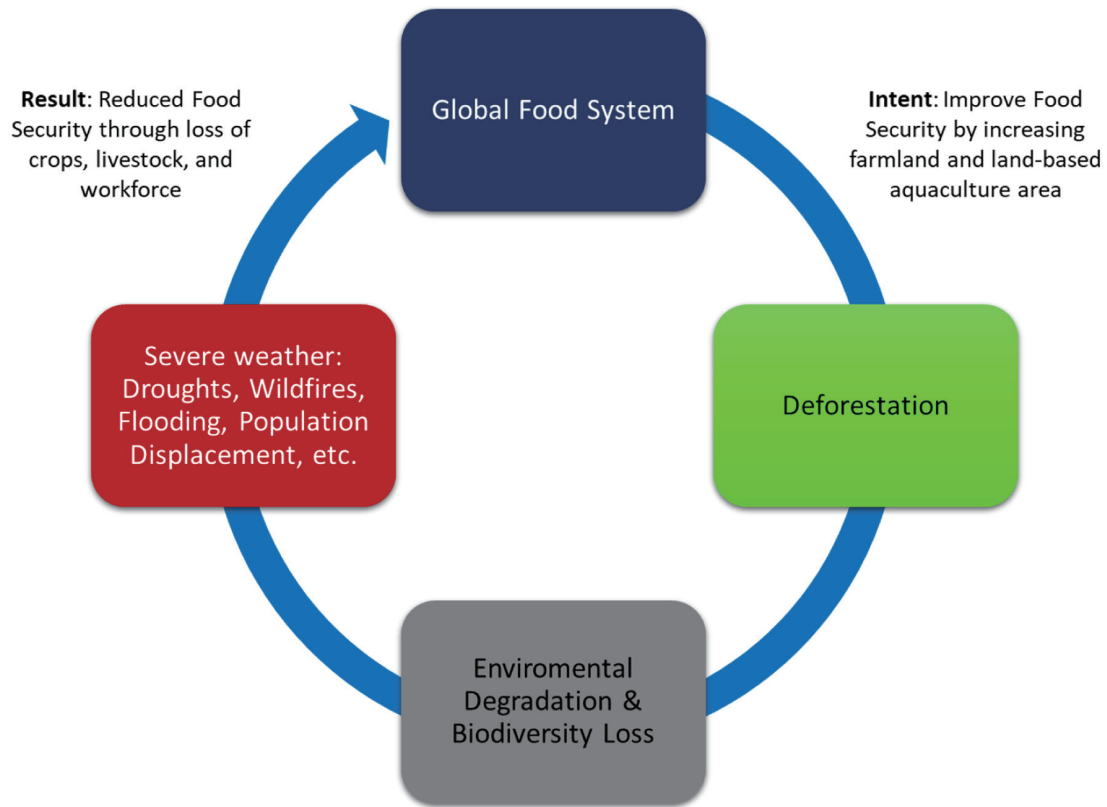 Global Food System
Intent: Improve Food
Security by increasing
farmland and land-based
aquaculture area
Deforestation
Enviromental
Degradation &
Biodiversity Loss
Severe weather:
Droughts, Wildfires,
Flooding, Population
Displacement, etc.
Result: Reduced Food
Security through loss of
crops, livestock, and
workforce